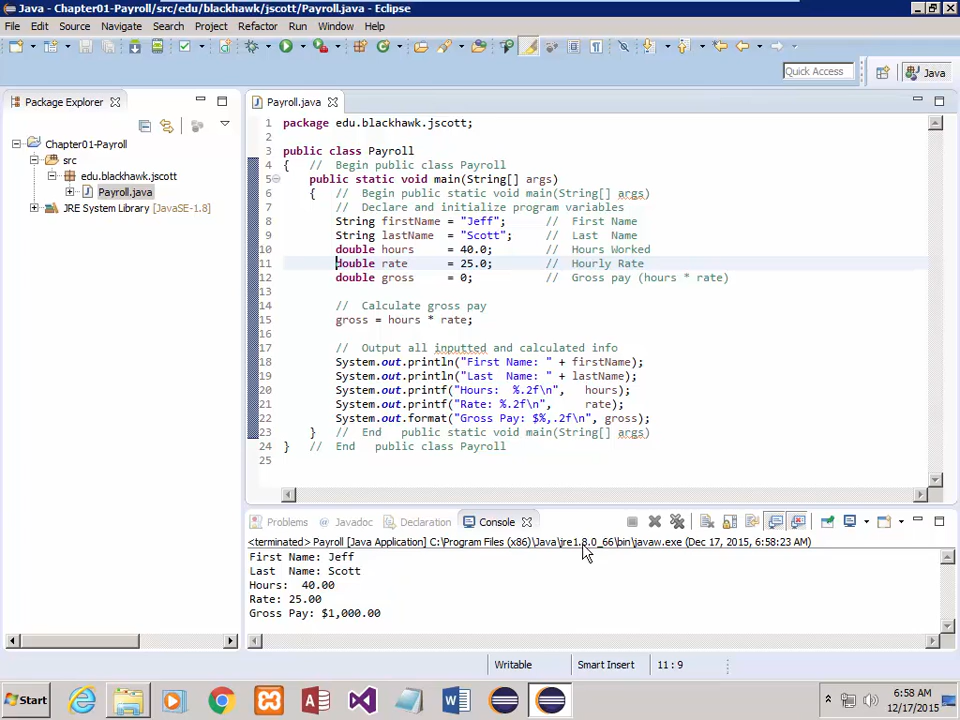 Java - Chapter01-Payroll/src/edu/blackhawk/jscott/Payroll.java - Eclipse
File Edit Source Navigate Search Project Refactor Run Window Help
Quick Access Java
Package Explorer
Chapter01-Payroll
src
edu.blackhawk.jscott
Payroll.java
JRE System Library [JavaSE-1.8]
Payroll.java
1 package edu.blackhawk.jscott;
2
3 public class Payroll
4 { // Begin public class Payroll
5 public static void main(String[] args)
6 { // Begin public static void main(String[] args)
7 // Declare and initialize program variables
8 String firstName = "Jeff"; // First Name
9 String lastName = "Scott"; // Last Name
10 double hours = 40.0; // Hours Worked
11 double rate = 25.0; // Hourly Rate
12 double gross = 0; // Gross pay (hours * rate)
13
14 // Calculate gross pay
15 gross = hours * rate;
16
17 // Output all inputted and calculated info
18 System.out.println("First Name: " + firstName);
19 System.out.println("Last Name: " + lastName);
20 System.out.printf("Hours: %.2f\n", hours);
21 System.out.printf("Rate: %.2f\n", rate);
22 System.out.format("Gross Pay: $%,.2f\n", gross);
23 } // End public static void main(String[] args)
24 } // End public class Payroll
25
Problems Javadoc Declaration Console
<terminated> Payroll [Java Application] C:\Program Files (x86)\Java\jre1.8.0_66\bin\javaw.exe (Dec 17, 2015, 6:58:23 AM)
First Name: Jeff
Last Name: Scott
Hours: 40.00
Rate: 25.00
Gross Pay: $1,000.00
Writable Smart Insert 11 : 9
Start 6:58 AM
12/17/2015